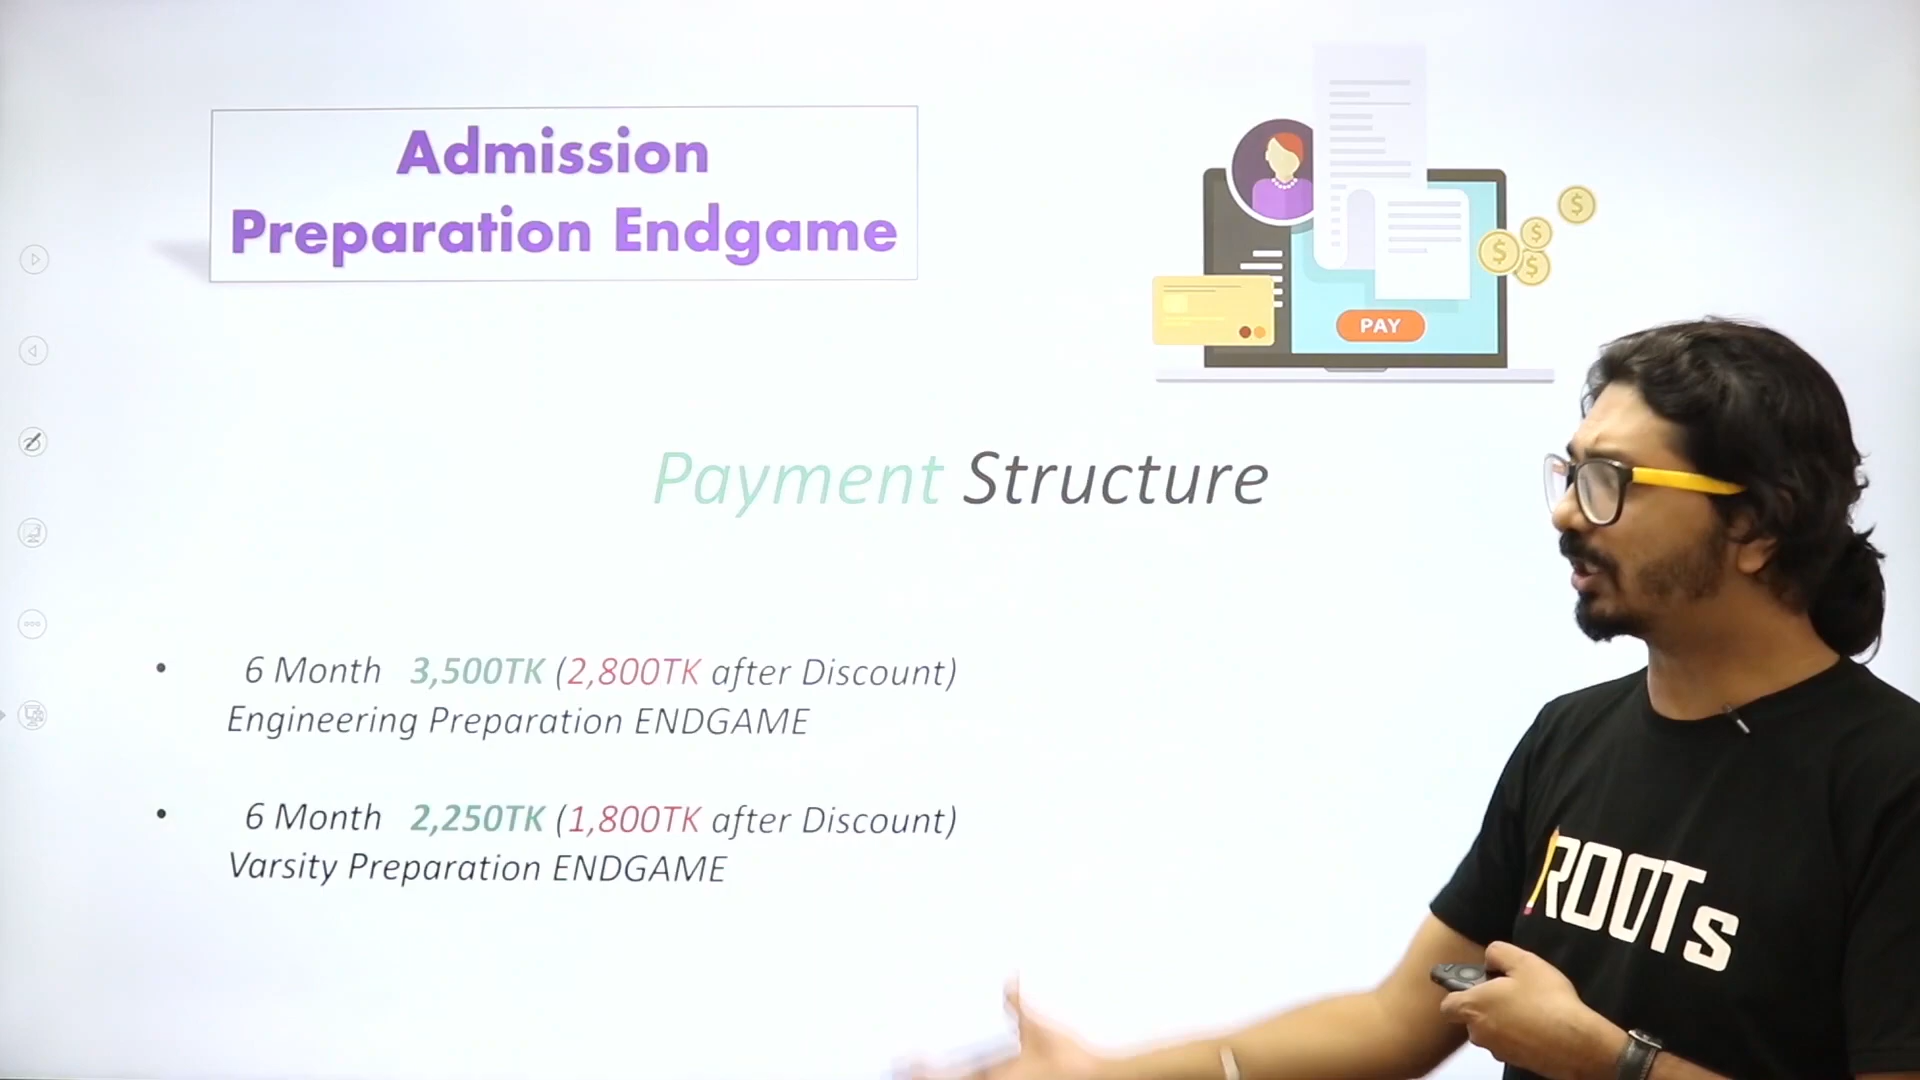 Admission
Preparation Endgame
PAY
Payment Structure
• 6 Month 3,500TK (2,800TK after Discount)
Engineering Preparation ENDGAME
• 6 Month 2,250TK (1,800TK after Discount)
Varsity Preparation ENDGAME
ROOTs